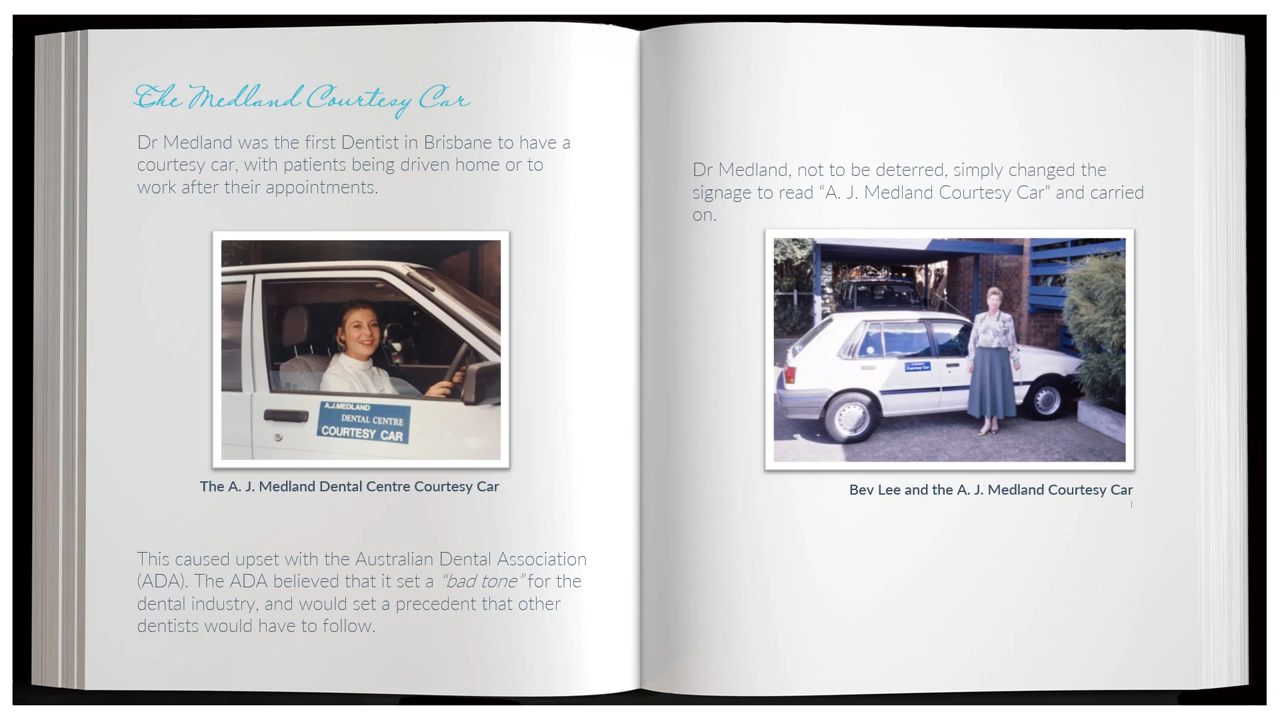 The Medland Courtesy Car
Dr Medland was the first Dentist in Brisbane to have a
courtesy car, with patients being driven home or to
work after their appointments.
A.J.MEDLAND
DENTAL CENTRE
COURTESY CAR
The A. J. Medland Dental Centre Courtesy Car
This caused upset with the Australian Dental Association
(ADA). The ADA believed that it set a "bad tone" for the
dental industry, and would set a precedent that other
dentists would have to follow.
Dr Medland, not to be deterred, simply changed the
signage to read “A. J. Medland Courtesy Car” and carried
on.
Courtesy Car
Bev Lee and the A. J. Medland Courtesy Car